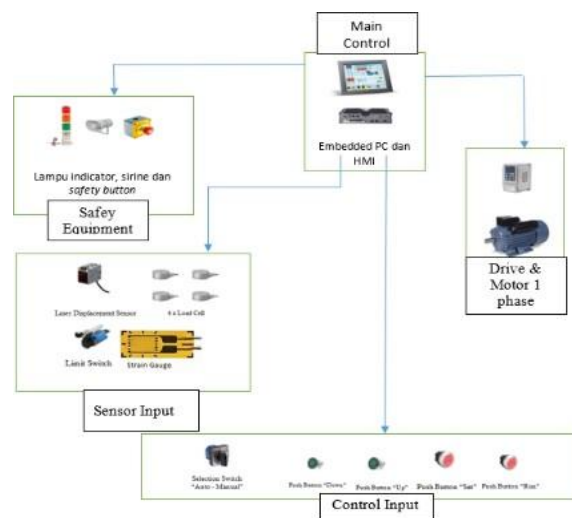 Main
Control
Embedded PC dan
HMI
Lampu indicator, sirine dan
safety button
Safey
Equipment
Drive &
Motor 1
phase
Laser Displacement Sensor
4 x Load Cell
Limit Switch
Strain Gauge
Sensor Input
Selection Switch
"Auto - Manual"
Push Button "Down"
Push Button "Up"
Push Button
Push Button
Control Input